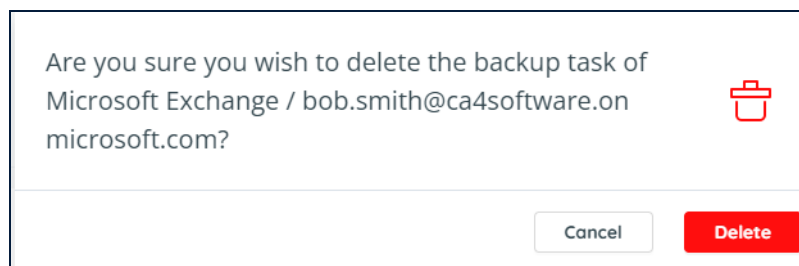 Are you sure you wish to delete the backup task of
Microsoft Exchange / bob.smith@ca4software.on
microsoft.com?
Cancel
Delete